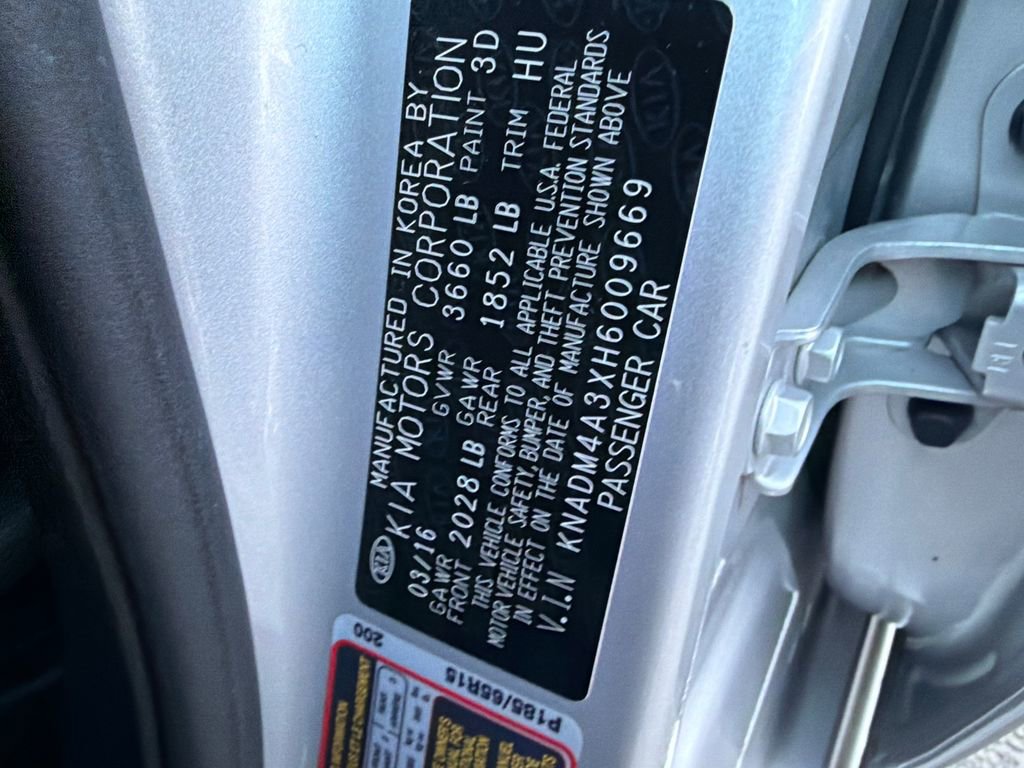 KIA
MANUFACTURED IN KOREA BY
KIA MOTORS CORPORATION
03/16 GVWR 3660 LB PAINT 3D
GAWR FRONT 2028 LB GAWR REAR 1852 LB TRIM HU
THIS VEHICLE CONFORMS TO ALL APPLICABLE U.S.A. FEDERAL
MOTOR VEHICLE SAFETY, BUMPER, AND THEFT PREVENTION STANDARDS
IN EFFECT ON THE DATE OF MANUFACTURE SHOWN ABOVE
V.I.N KNADM4A3XH6009669
PASSENGER CAR
200
P185/65R15